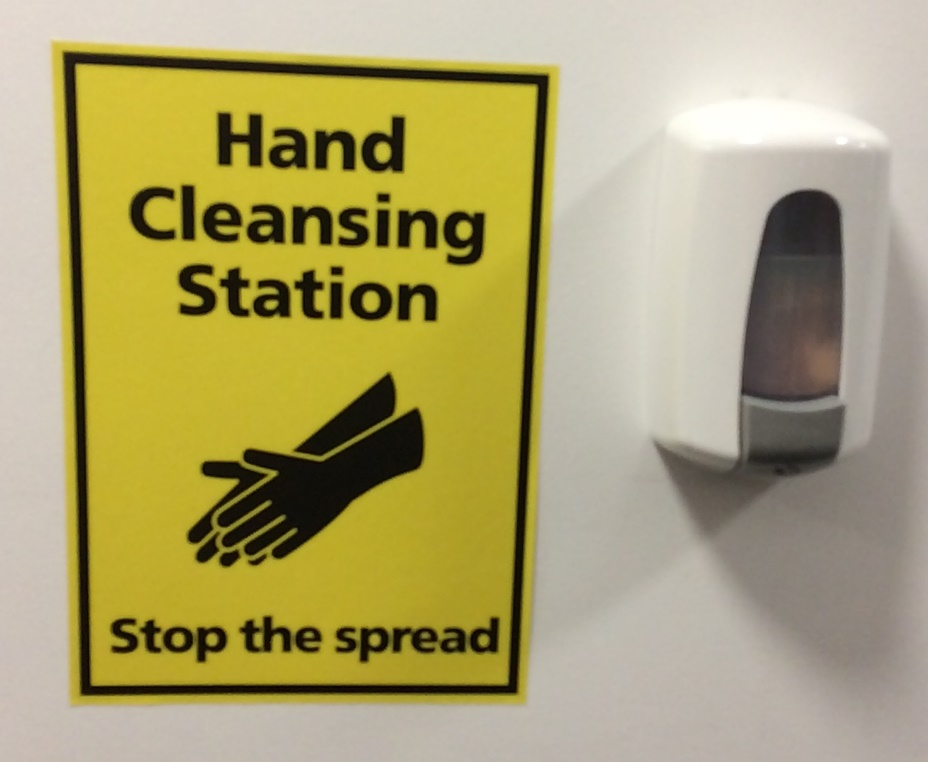 Hand
Cleansing
Station
Stop the spread